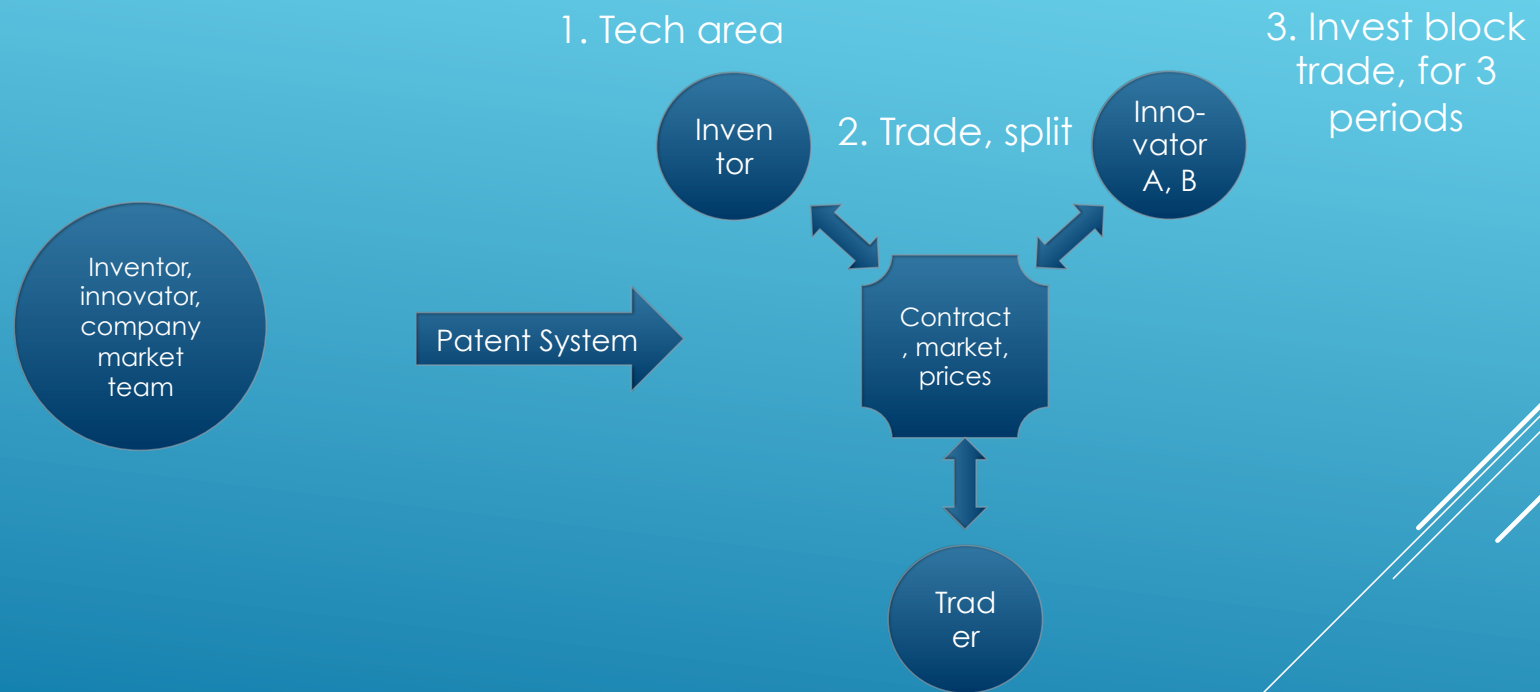 1. Tech area
3. Invest block
trade, for 3
periods
Inven
tor
2. Trade, split
Inno-
vator
A, B
Inventor,
innovator,
company
market
team
Patent System
Contract
, market,
prices
Trad
er